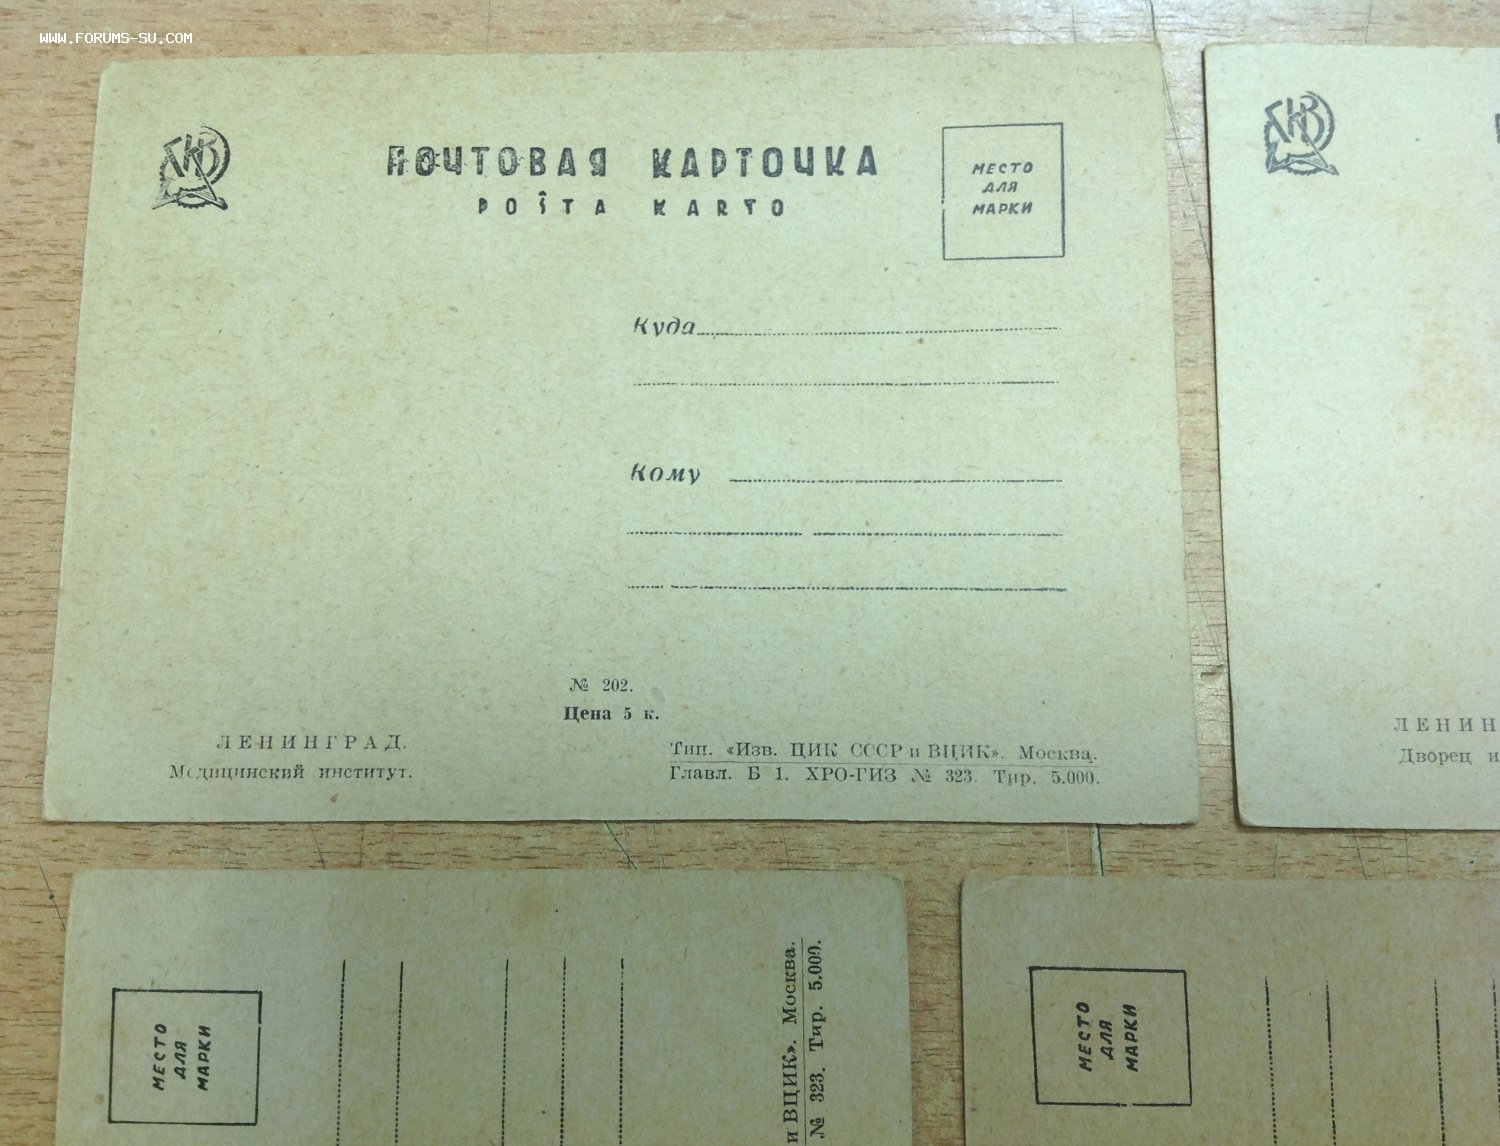 WWW.FORUMS-SU.COM
ПОЧТОВАЯ КАРТОЧКА
POŜTA KARTO
МЕСТО
ДЛЯ
МАРКИ
Куда
Кому
№ 202.
Цена 5 к.
ЛЕНИНГРАД.
Медицинский институт.
Тип. «Изв. ЦИК СССР и ВЦИК». Москва.
Главл. Б 1. ХРО-ГИЗ № 323. Тир. 5.000.
ЛЕНИН
Дворец
МЕСТО
ДЛЯ
МАРКИ
и ВЦИК». Москва.
№ 323. Тир. 5.000.
МЕСТО
ДЛЯ
МАРКИ